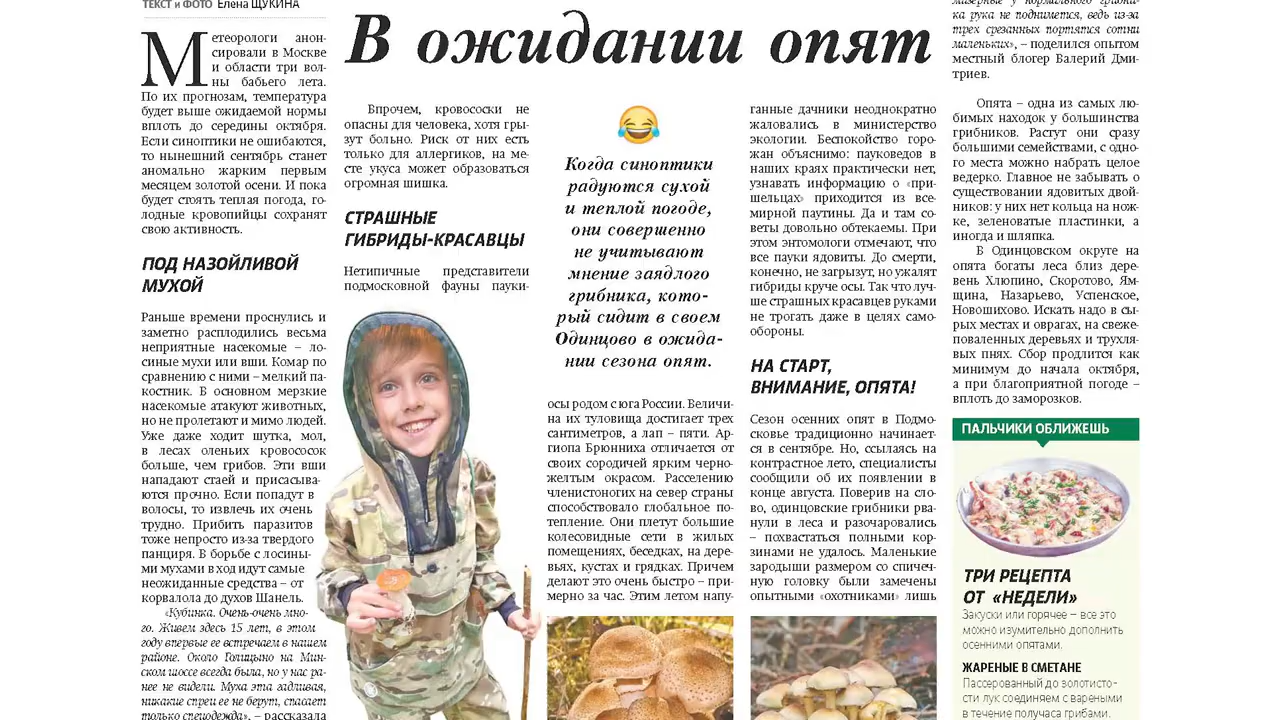 ТЕКСТ и ФОТО Елена ЩУКИНА
В ожидании опят
Метеорологи анон-
сировали в Москве
и области три вол-
ны бабьего лета.
По их прогнозам, температура
будет выше ожидаемой нормы
вплоть до середины октября.
Если синоптики не ошибаются,
то нынешний сентябрь станет
аномально жарким первым
месяцем золотой осени. И пока
будет стоять теплая погода, го-
лодные кровопийцы сохранят
свою активность.
ПОД НАЗОЙЛИВОЙ
МУХОЙ
Раньше времени проснулись и
заметно расплодились весьма
неприятные насекомые – ло-
синые мухи или вши. Комар по
сравнению с ними – мелкий па-
костник. В основном мерзкие
насекомые атакуют животных,
но не пролетают и мимо людей.
Уже даже ходит шутка, мол,
в лесах оленьих кровососок
больше, чем грибов. Эти вши
нападают стаей и присасыва-
ются прочно. Если попадут в
волосы, то извлечь их очень
трудно. Прибить паразитов
тоже непросто из-за твердого
панциря. В борьбе с лосины-
ми мухами в ход идут самые
неожиданные средства – от
корвалола до духов Шанель.
«Кубинка. Очень-очень мно-
го. Живем здесь 15 лет, в этом
году впервые ее встречаем в нашем
районе. Около Голицыно на Мин-
ском шоссе всегда была, но у нас ра-
нее не видели. Муха эта гадливая,
никакие спреи ее не берут, спасает
только спецодежда», – рассказала
Впрочем, кровососки не
опасны для человека, хотя гры-
зут больно. Риск от них есть
только для аллергиков, на ме-
сте укуса может образоваться
огромная шишка.
СТРАШНЫЕ
ГИБРИДЫ-КРАСАВЦЫ
Нетипичные представители
подмосковной фауны пауки-
Когда синоптики
радуются сухой
и теплой погоде,
они совершенно
не учитывают
мнение заядлого
грибника, кото-
рый сидит в своем
Одинцово в ожида-
нии сезона опят.
осы родом с юга России. Величи-
на их туловища достигает трех
сантиметров, а лап – пяти. Ар-
гиопа Брюнниха отличается от
своих сородичей ярким черно-
желтым окрасом. Расселению
членистоногих на север страны
способствовало глобальное по-
тепление. Они плетут большие
колесовидные сети в жилых
помещениях, беседках, на дере-
вьях, кустах и грядках. Причем
делают это очень быстро – при-
мерно за час. Этим летом напу-
ганные дачники неоднократно
жаловались в министерство
экологии. Беспокойство горо-
жан объяснимо: пауковедов в
наших краях практически нет,
узнавать информацию о «при-
шельцах» приходится из все-
мирной паутины. Да и там со-
веты довольно обтекаемы. При
этом энтомологи отмечают, что
все пауки ядовиты. До смерти,
конечно, не загрызут, но ужалят
гибриды круче осы. Так что луч-
ше страшных красавцев руками
не трогать даже в целях само-
обороны.
НА СТАРТ,
ВНИМАНИЕ, ОПЯТА!
Сезон осенних опят в Подмо-
сковье традиционно начинает-
ся в сентябре. Но, ссылаясь на
контрастное лето, специалисты
сообщили об их появлении в
конце августа. Поверив на сло-
во, одинцовские грибники рва-
нули в леса и разочаровались
– похвастаться полными кор-
зинами не удалось. Маленькие
зародыши размером со спичеч-
ную головку были замечены
опытными «охотниками» лишь
мизерные у нормального грибни-
ка рука не поднимется, ведь из-за
трех срезанных портятся сотни
маленьких», – поделился опытом
местный блогер Валерий Дми-
триев.
Опята – одна из самых лю-
бимых находок у большинства
грибников. Растут они сразу
большими семействами, с одно-
го места можно набрать целое
ведерко. Главное не забывать о
существовании ядовитых двой-
ников: у них нет кольца на нож-
ке, зеленоватые пластинки, а
иногда и шляпка.
В Одинцовском округе на
опята богаты леса близ дере-
вень Хлюпино, Скоротово, Ям-
щина, Назарьево, Успенское,
Новошихово. Искать надо в сы-
рых местах и оврагах, на свеже-
поваленных деревьях и трухля-
вых пнях. Сбор продлится как
минимум до начала октября,
а при благоприятной погоде –
вплоть до заморозков.
ПАЛЬЧИКИ ОБЛИЖЕШЬ
ТРИ РЕЦЕПТА
ОТ «НЕДЕЛИ»
Закуски или горячее – все это
можно изумительно дополнить
осенними опятами.
ЖАРЕНЫЕ В СМЕТАНЕ
Пассерованный до золотисто-
сти лук соединяем с вареными
в течение получаса грибами.